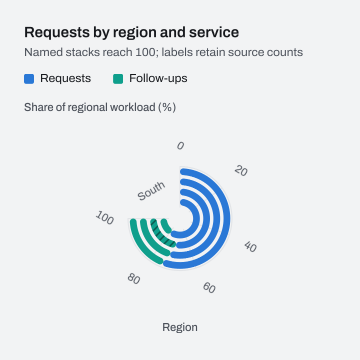 Requests by region and service
Named stacks reach 100; labels retain source counts
Requests
Follow-ups
Share of regional workload (%)
0
20
South
100
40
80
60
Region